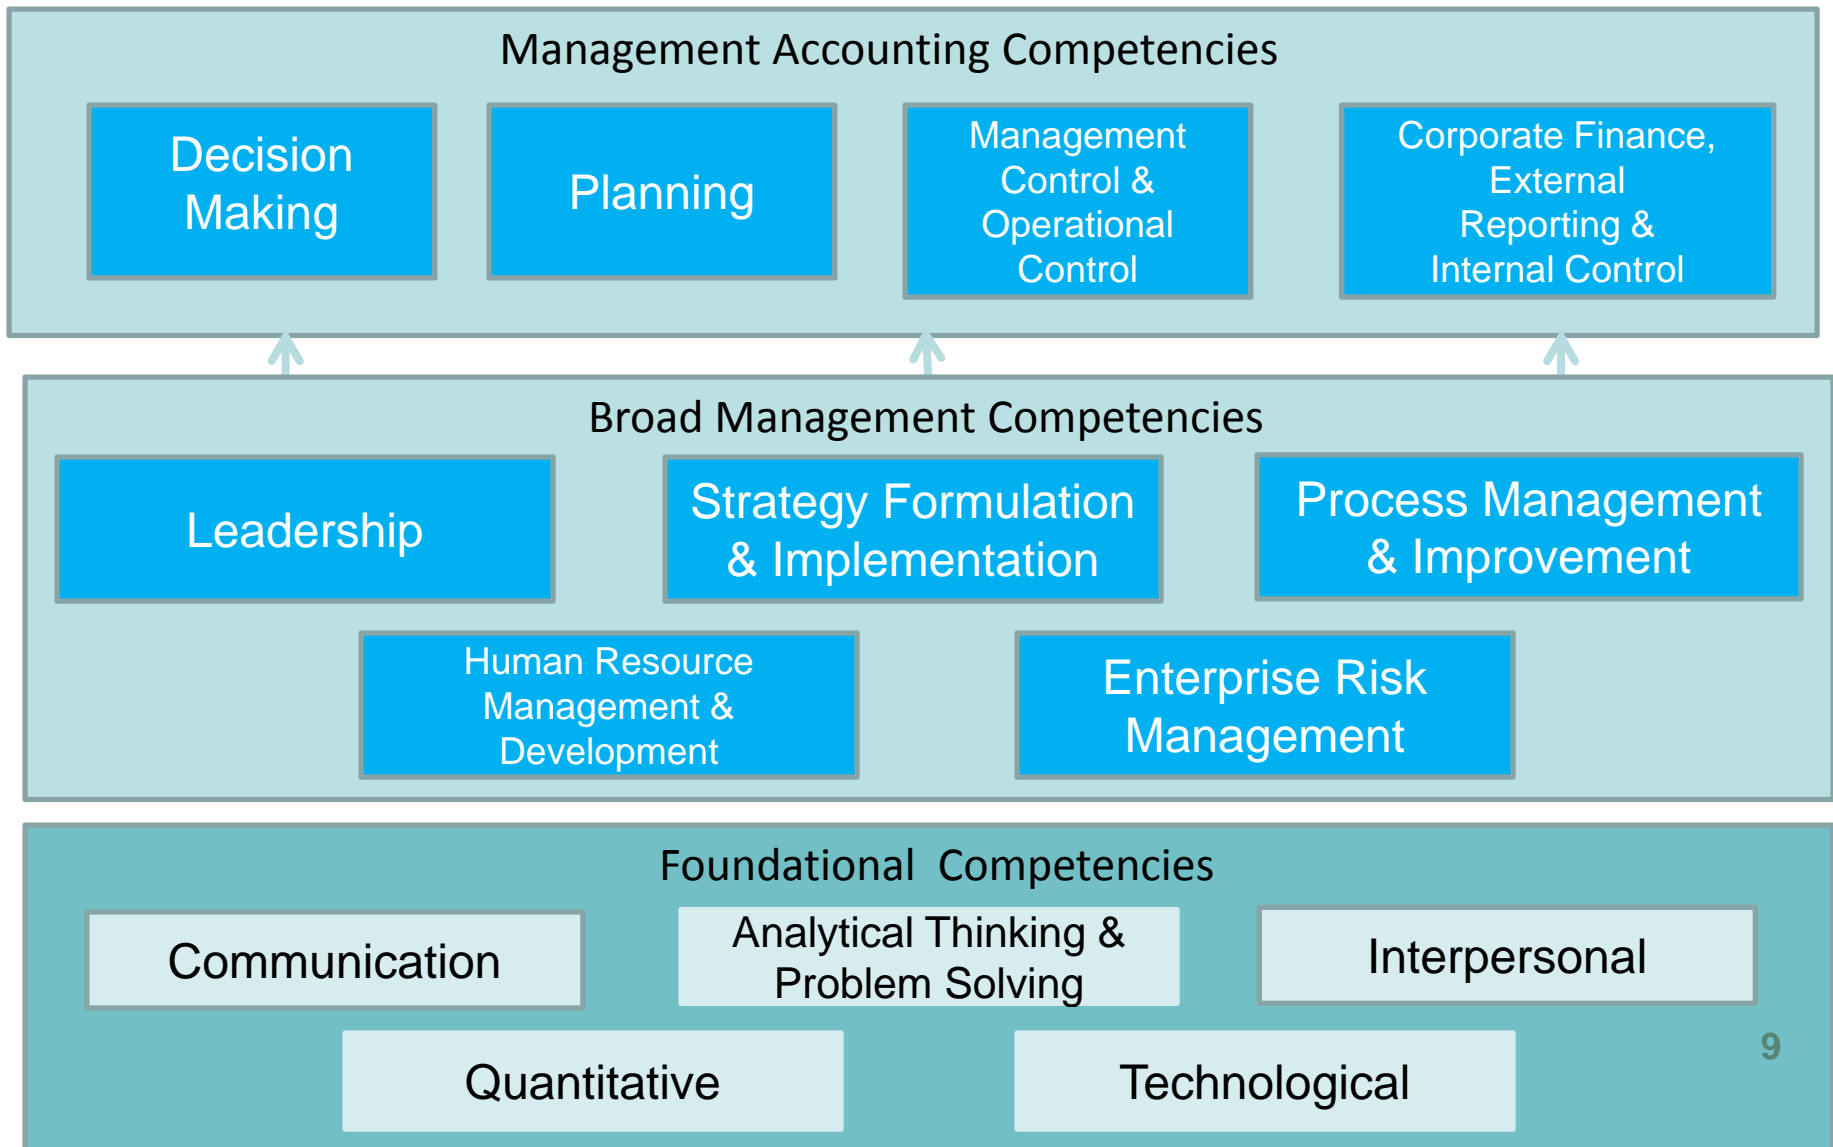 Management Accounting Competencies
Decision
Making
Planning
Management
Control &
Operational
Control
Corporate Finance,
External
Reporting &
Internal Control
Broad Management Competencies
Leadership
Strategy Formulation
& Implementation
Process Management
& Improvement
Human Resource
Management &
Development
Enterprise Risk
Management
Foundational  Competencies
Communication
Analytical Thinking &
Problem Solving
Interpersonal
Quantitative
Technological
9